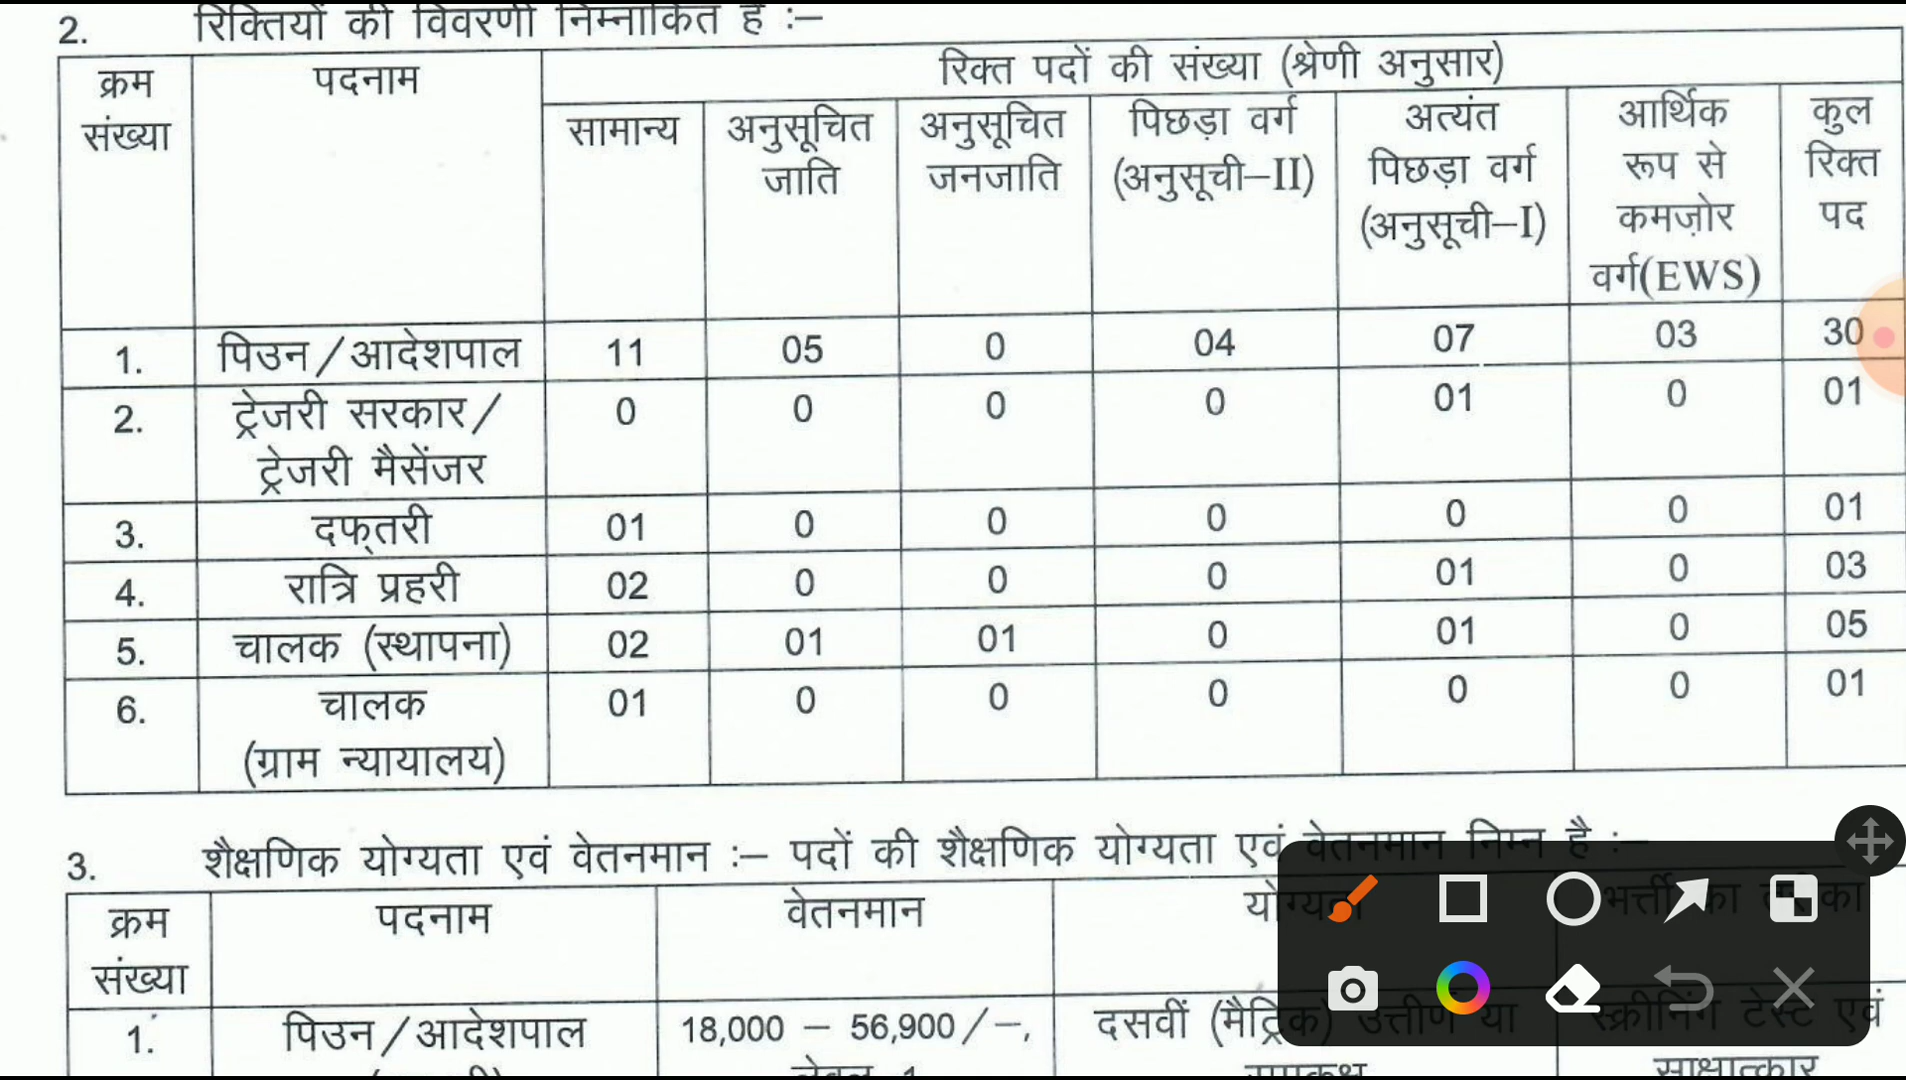 2. रिक्तियों की विवरणी निम्नांकित है :–
क्रम संख्या | पदनाम | रिक्त पदों की संख्या (श्रेणी अनुसार)
सामान्य | अनुसूचित जाति | अनुसूचित जनजाति | पिछड़ा वर्ग (अनुसूची–II) | अत्यंत पिछड़ा वर्ग (अनुसूची–I) | आर्थिक रूप से कमज़ोर वर्ग(EWS) | कुल रिक्त पद
1. पिउन/आदेशपाल 11 05 0 04 07 03 30
2. ट्रेजरी सरकार/ 0 0 0 0 01 0 01
ट्रेजरी मैसेंजर
3. दफ्तरी 01 0 0 0 0 0 01
4. रात्रि प्रहरी 02 0 0 0 01 0 03
5. चालक (स्थापना) 02 01 01 0 01 0 05
6. चालक 01 0 0 0 0 0 01
(ग्राम न्यायालय)
3. शैक्षणिक योग्यता एवं वेतनमान :– पदों की शैक्षणिक योग्यता एवं वेतनमान निम्न है :–
क्रम पदनाम वेतनमान योग्यता भर्त्ती का
संख्या
1. पिउन/आदेशपाल 18,000 – 56,900/–, दसवीं (मैट्रिक) उत्तीर्ण या स्क्रीनिंग टेस्ट एवं
साक्षात्कार